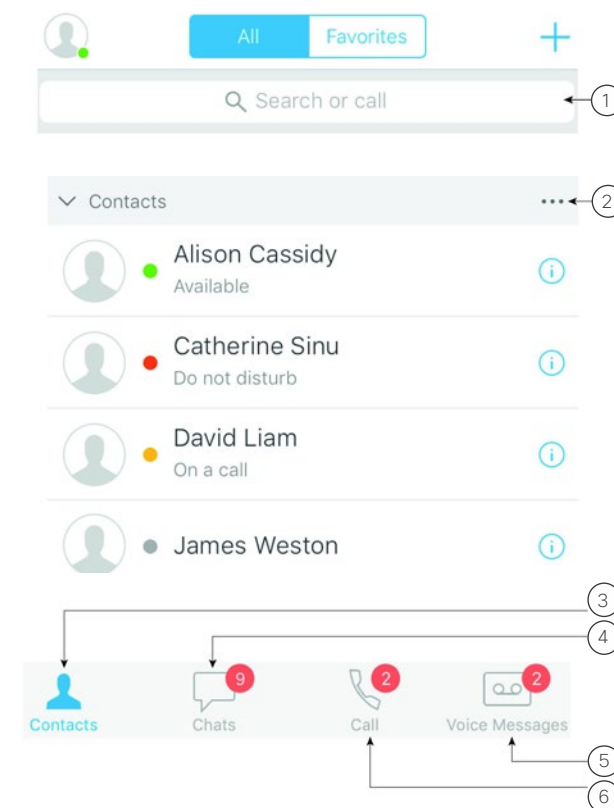 All Favorites
Search or call
1
Contacts
2
Alison Cassidy
Available
Catherine Sinu
Do not disturb
David Liam
On a call
James Weston
3
4
9 2 2
Contacts Chats Call Voice Messages
5
6